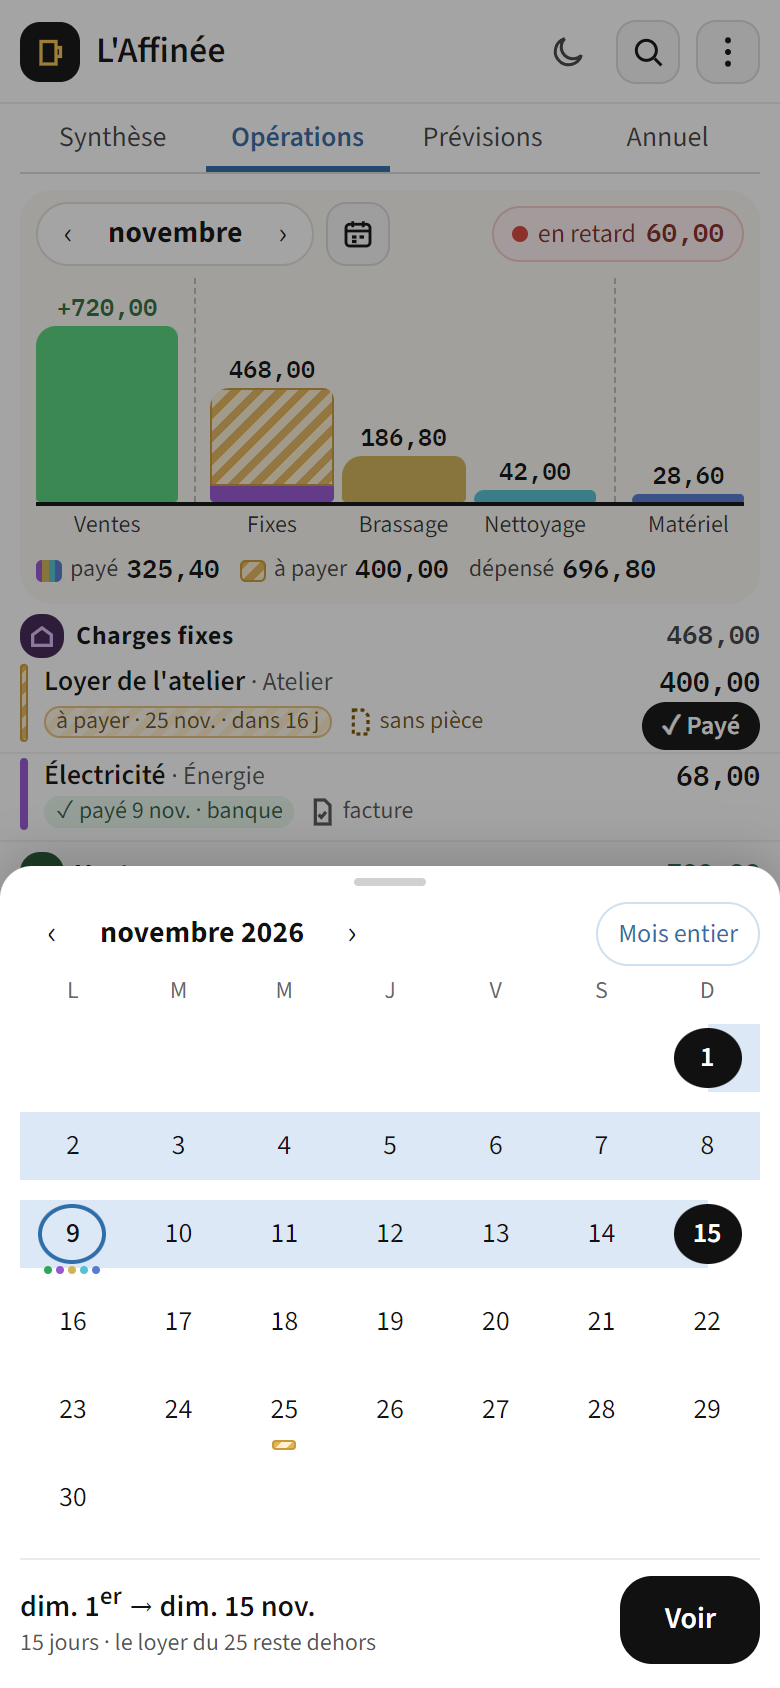 L'Affinée
Synthèse Opérations Prévisions Annuel
‹ novembre › en retard 60,00
+720,00
468,00
186,80
42,00
28,60
Ventes Fixes Brassage Nettoyage Matériel
payé 325,40 à payer 400,00 dépensé 696,80
Charges fixes 468,00
Loyer de l'atelier · Atelier 400,00
à payer · 25 nov. · dans 16 j sans pièce ✓ Payé
Électricité · Énergie 68,00
✓ payé 9 nov. · banque facture
‹ novembre 2026 › Mois entier
L M M J V S D
1
2 3 4 5 6 7 8
9 10 11 12 13 14 15
16 17 18 19 20 21 22
23 24 25 26 27 28 29
30
dim. 1er → dim. 15 nov.
15 jours · le loyer du 25 reste dehors
Voir